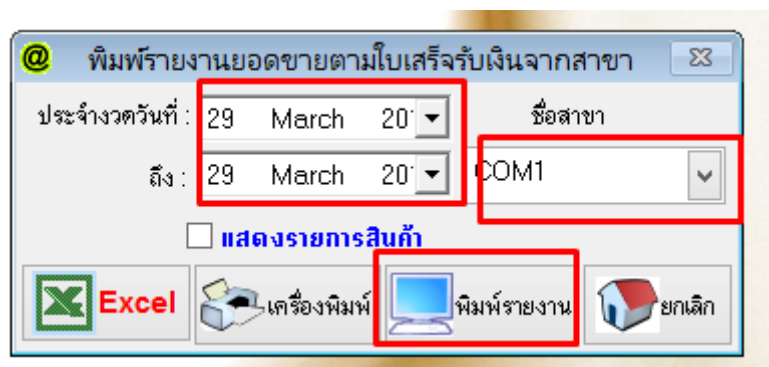 @ พิมพ์รายงานยอดขายตามใบเสร็จรับเงินจากสาขา
ประจำงวดวันที่ : 29 March 20 ชื่อสาขา
ถึง : 29 March 20 COM1
แสดงรายการสินค้า
Excel เครื่องพิมพ์ พิมพ์รายงาน ยกเลิก